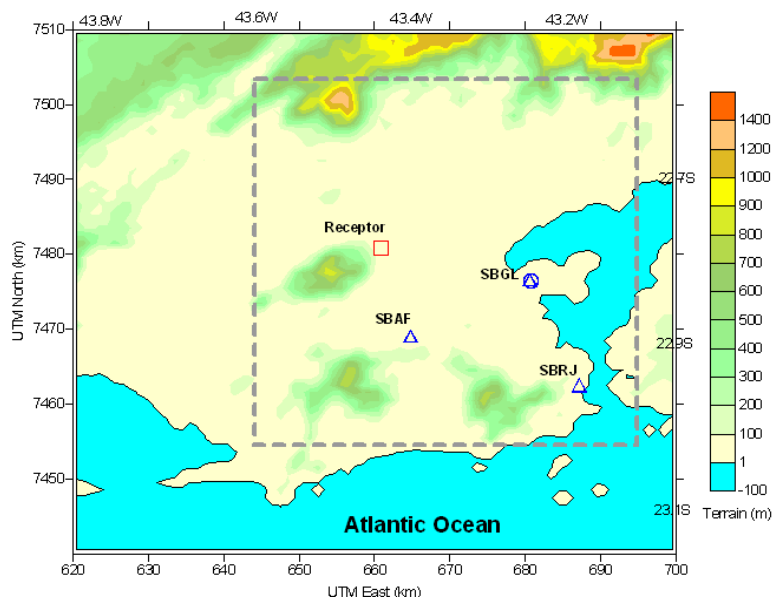 43.8W 43.6W 43.4W 43.2W
7510
7500
7490
7480
7470
7460
7450
UTM North (km)
Receptor
SBGL
SBAF
SBRJ
Atlantic Ocean
22.7S
22.9S
23.1S
620 630 640 650 660 670 680 690 700
UTM East (km)
1400
1200
1000
900
800
700
600
500
400
300
200
100
1
-100
Terrain (m)